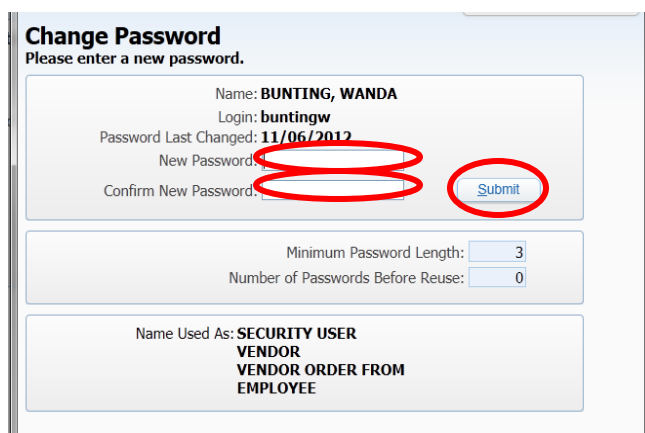 Change Password
Please enter a new password.
Name: BUNTING, WANDA
Login: buntingw
Password Last Changed: 11/06/2012
New Password:
Confirm New Password:
Submit
Minimum Password Length: 3
Number of Passwords Before Reuse: 0
Name Used As: SECURITY USER
VENDOR
VENDOR ORDER FROM
EMPLOYEE